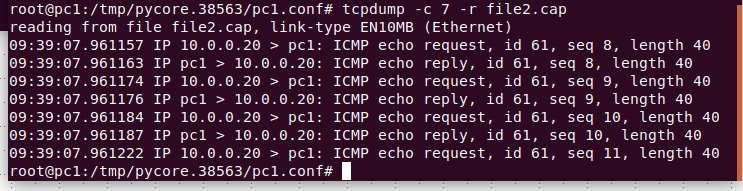 root@pc1:/tmp/pycore.38563/pc1.conf# tcpdump -c 7 -r file2.cap
reading from file file2.cap, link-type EN10MB (Ethernet)
09:39:07.961157 IP 10.0.0.20 > pc1: ICMP echo request, id 61, seq 8, length 40
09:39:07.961163 IP pc1 > 10.0.0.20: ICMP echo reply, id 61, seq 8, length 40
09:39:07.961174 IP 10.0.0.20 > pc1: ICMP echo request, id 61, seq 9, length 40
09:39:07.961176 IP pc1 > 10.0.0.20: ICMP echo reply, id 61, seq 9, length 40
09:39:07.961184 IP 10.0.0.20 > pc1: ICMP echo request, id 61, seq 10, length 40
09:39:07.961187 IP pc1 > 10.0.0.20: ICMP echo reply, id 61, seq 10, length 40
09:39:07.961222 IP 10.0.0.20 > pc1: ICMP echo request, id 61, seq 11, length 40
root@pc1:/tmp/pycore.38563/pc1.conf#